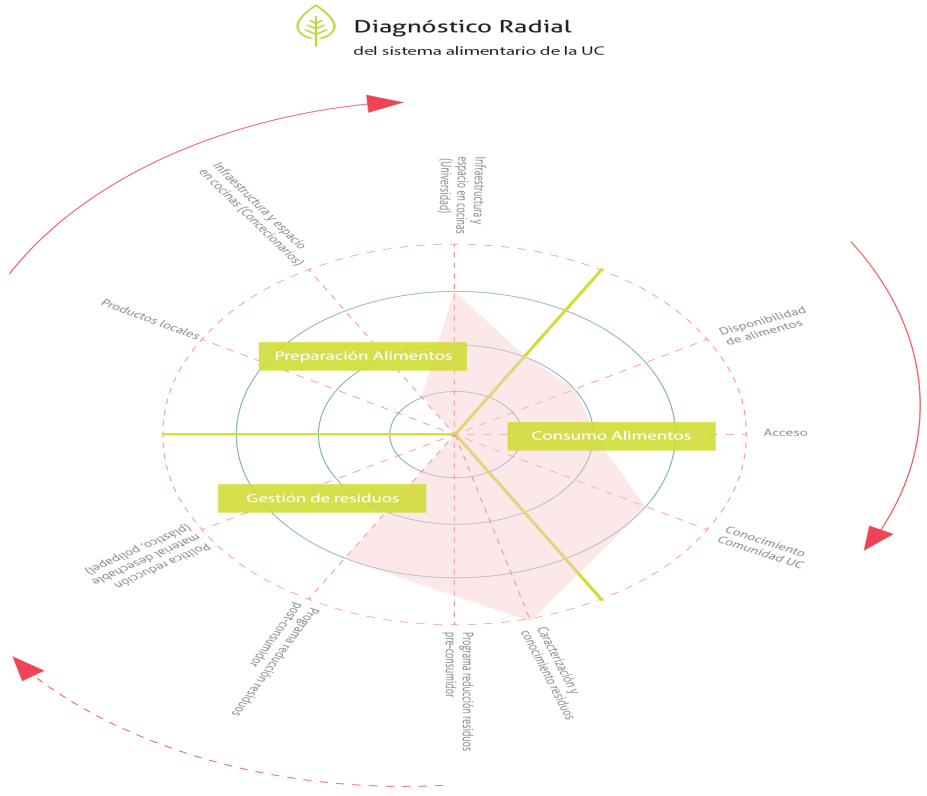 Diagnóstico Radial
del sistema alimentario de la UC
Infraestructura y espacio
en cocinas (Concecionarios)
Infraestructura y
espacio en cocinas
(Universidad)
Productos locales
Disponibilidad
de alimentos
Preparación Alimentos
Consumo Alimentos
Acceso
Gestión de residuos
Conocimiento
Comunidad UC
Política reducción
material desechable
(plástico, polipapel)
Programa reducción residuos
post-consumidor
Programa reducción residuos
pre-consumidor
Caracterización y
conocimiento residuos